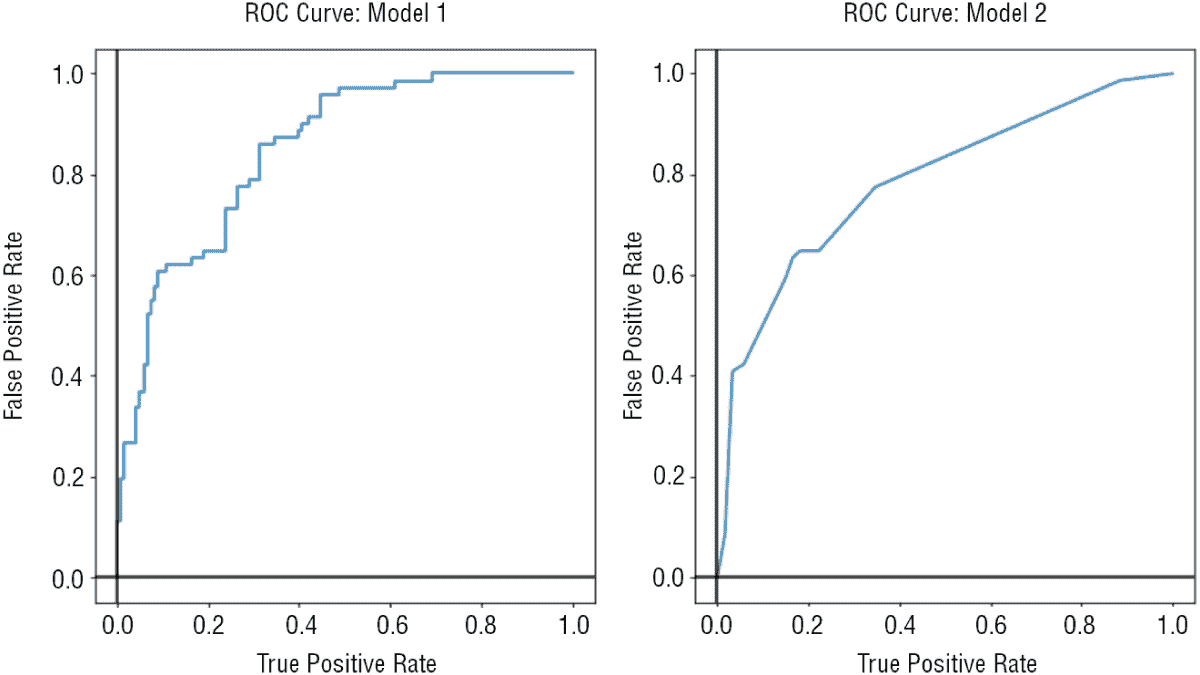 ROC Curve: Model 1
False Positive Rate
1.0
0.8
0.6
0.4
0.2
0.0
0.0 0.2 0.4 0.6 0.8 1.0
True Positive Rate
ROC Curve: Model 2
False Positive Rate
1.0
0.8
0.6
0.4
0.2
0.0
0.0 0.2 0.4 0.6 0.8 1.0
True Positive Rate